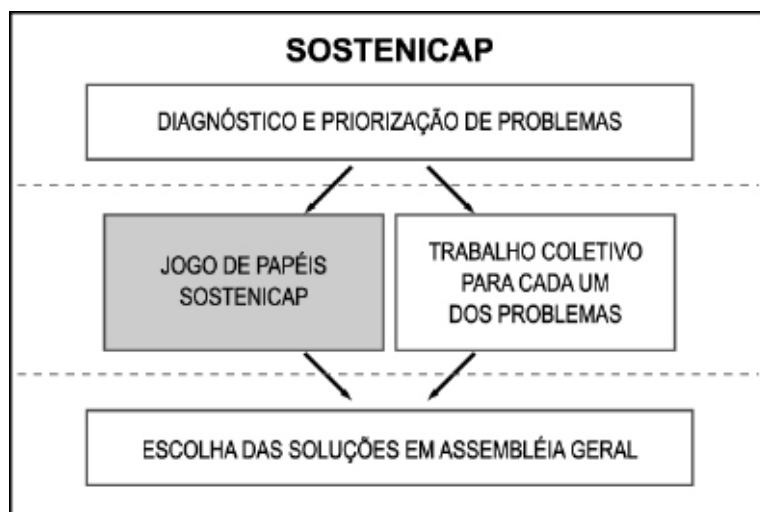 SOSTENICAP
DIAGNÓSTICO E PRIORIZAÇÃO DE PROBLEMAS
JOGO DE PAPÉIS
SOSTENICAP
TRABALHO COLETIVO
PARA CADA UM
DOS PROBLEMAS
ESCOLHA DAS SOLUÇÕES EM ASSEMBLÉIA GERAL